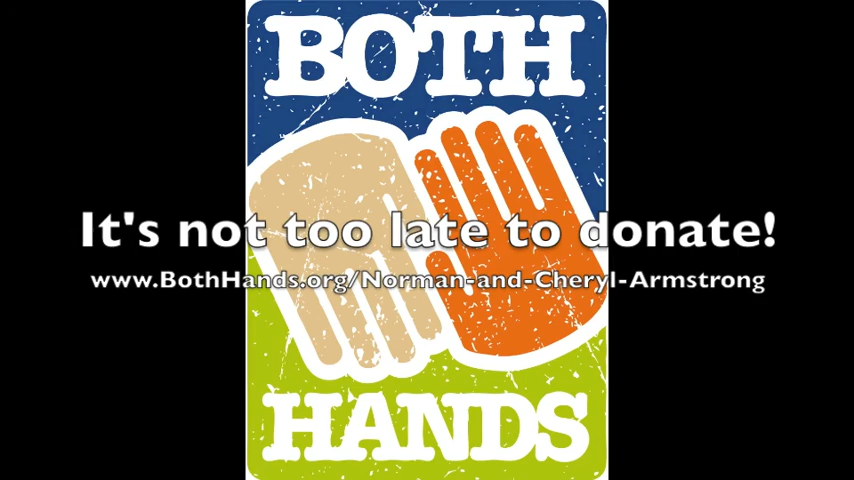 BOTH
It's not too late to donate!
www.BothHands.org/Norman-and-Cheryl-Armstrong
HANDS